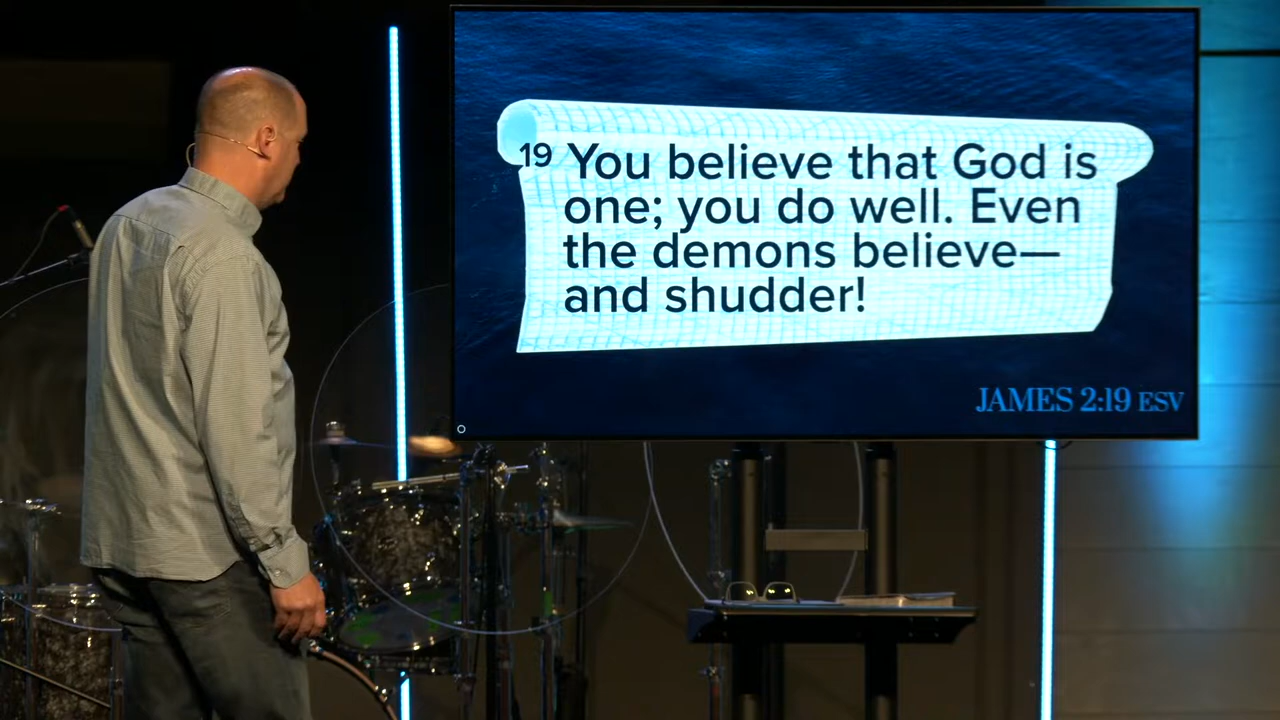 19 You believe that God is
one; you do well. Even
the demons believe—
and shudder!
JAMES 2:19 ESV